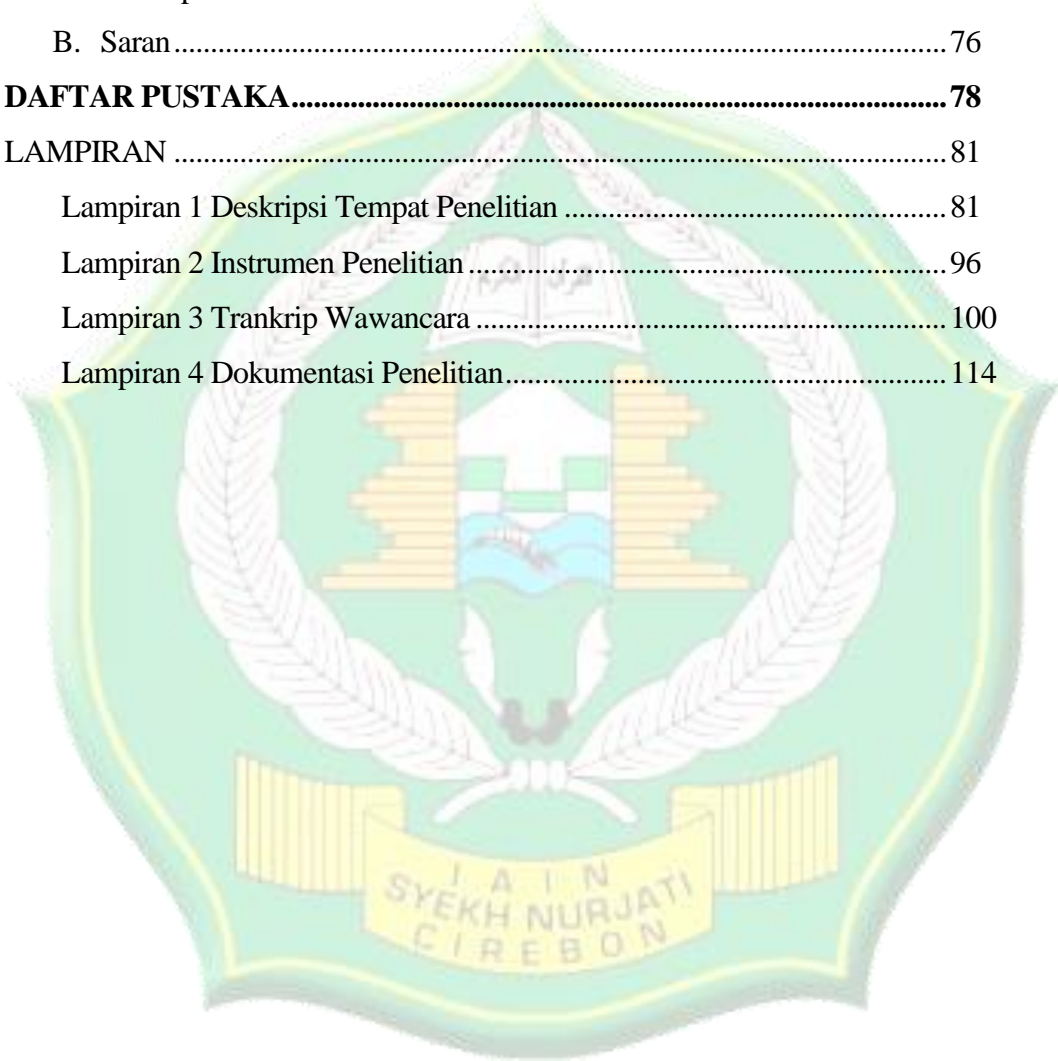 B. Saran ........................................................................................................ 76
DAFTAR PUSTAKA ........................................................................................ 78
LAMPIRAN ........................................................................................................ 81
Lampiran 1 Deskripsi Tempat Penelitian .................................................... 81
Lampiran 2 Instrumen Penelitian ................................................................ 96
Lampiran 3 Trankrip Wawancara ............................................................... 100
Lampiran 4 Dokumentasi Penelitian ........................................................... 114
IAIN
SYEKH NURJATI
CIREBON